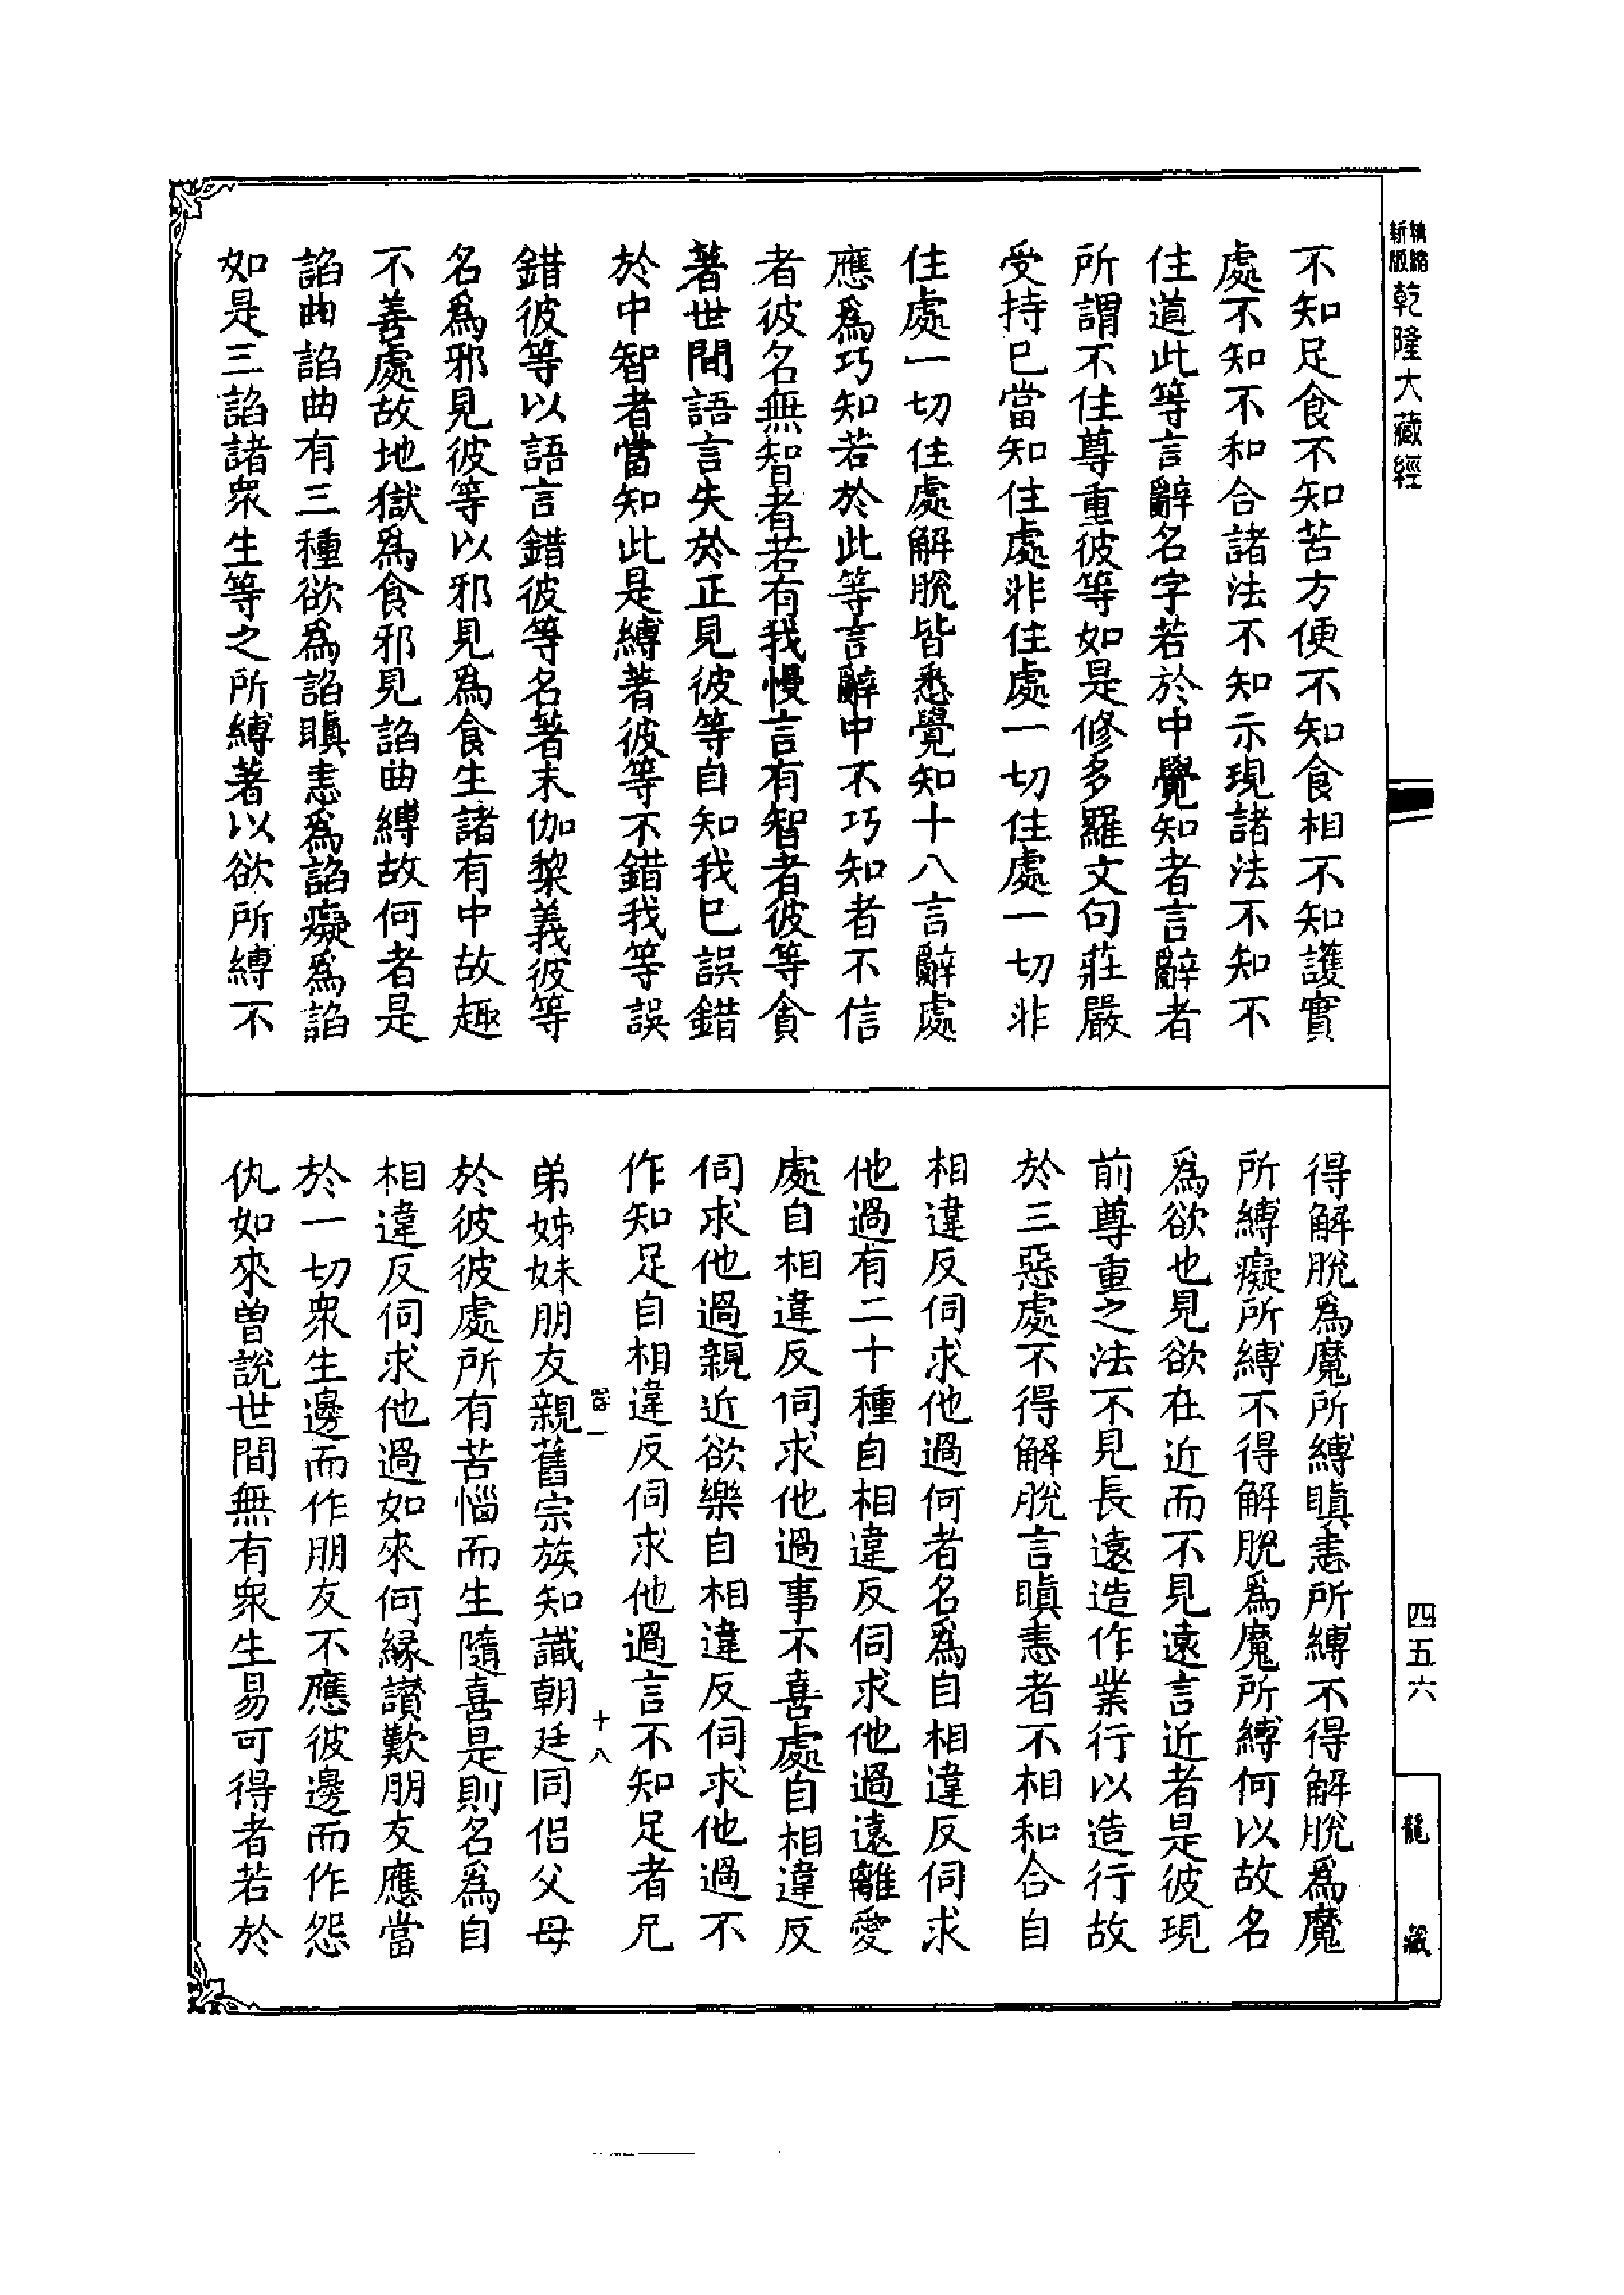 精縮新版乾隆大藏經
不知足食不知苦方便不知食相不知護實
處不知不和合諸法不知示現諸法不知不
住道此等言辭名字若於中覺知者言辭者
所謂不住尊重彼等如是修多羅文句莊嚴
受持已當知住處非住處一切住處一切非
住處一切住處解脫皆悉覺知十八言辭處
應爲巧知若於此等言辭中不巧知者不信
者彼名無智者若有我慢言有智者彼等貪
著世間語言失於正見彼等自知我已誤錯
於中智者當知此是縛著彼等不錯我等誤
錯彼等以語言錯彼等名著末伽黎義彼等
名爲邪見彼等以邪見爲食生諸有中故趣
不善處故地獄爲食邪見諂曲縛故何者是
諂曲諂曲有三種欲爲諂瞋恚爲諂癡爲諂
如是三諂諸衆生等之所縛著以欲所縛不
得解脫爲魔所縛瞋恚所縛不得解脫爲魔
所縛癡所縛不得解脫爲魔所縛何以故名
爲欲也見欲在近而不見遠言近者是彼現
前尊重之法不見長遠造作業行以造行故
於三惡處不得解脫言瞋恚者不相和合自
相違反伺求他過何者名爲自相違反伺求
他過有二十種自相違反伺求他過遠離愛
處自相違反伺求他過事不喜處自相違反
伺求他過親近欲樂自相違反伺求他過不
作知足自相違反伺求他過言不知足者兄
十八
弟姊妹朋友親舊宗族知識朝廷同侶父母
於彼彼處所有苦惱而生隨喜是則名爲自
相違反伺求他過如來何緣讃歎朋友應當
於一切衆生邊而作朋友不應彼邊而作怨
仇如來曾說世間無有衆生易可得者若於
四五六
龍藏